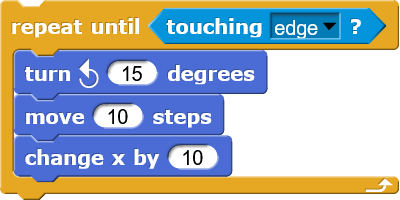 repeat until touching edge ?
turn 15 degrees
move 10 steps
change x by 10